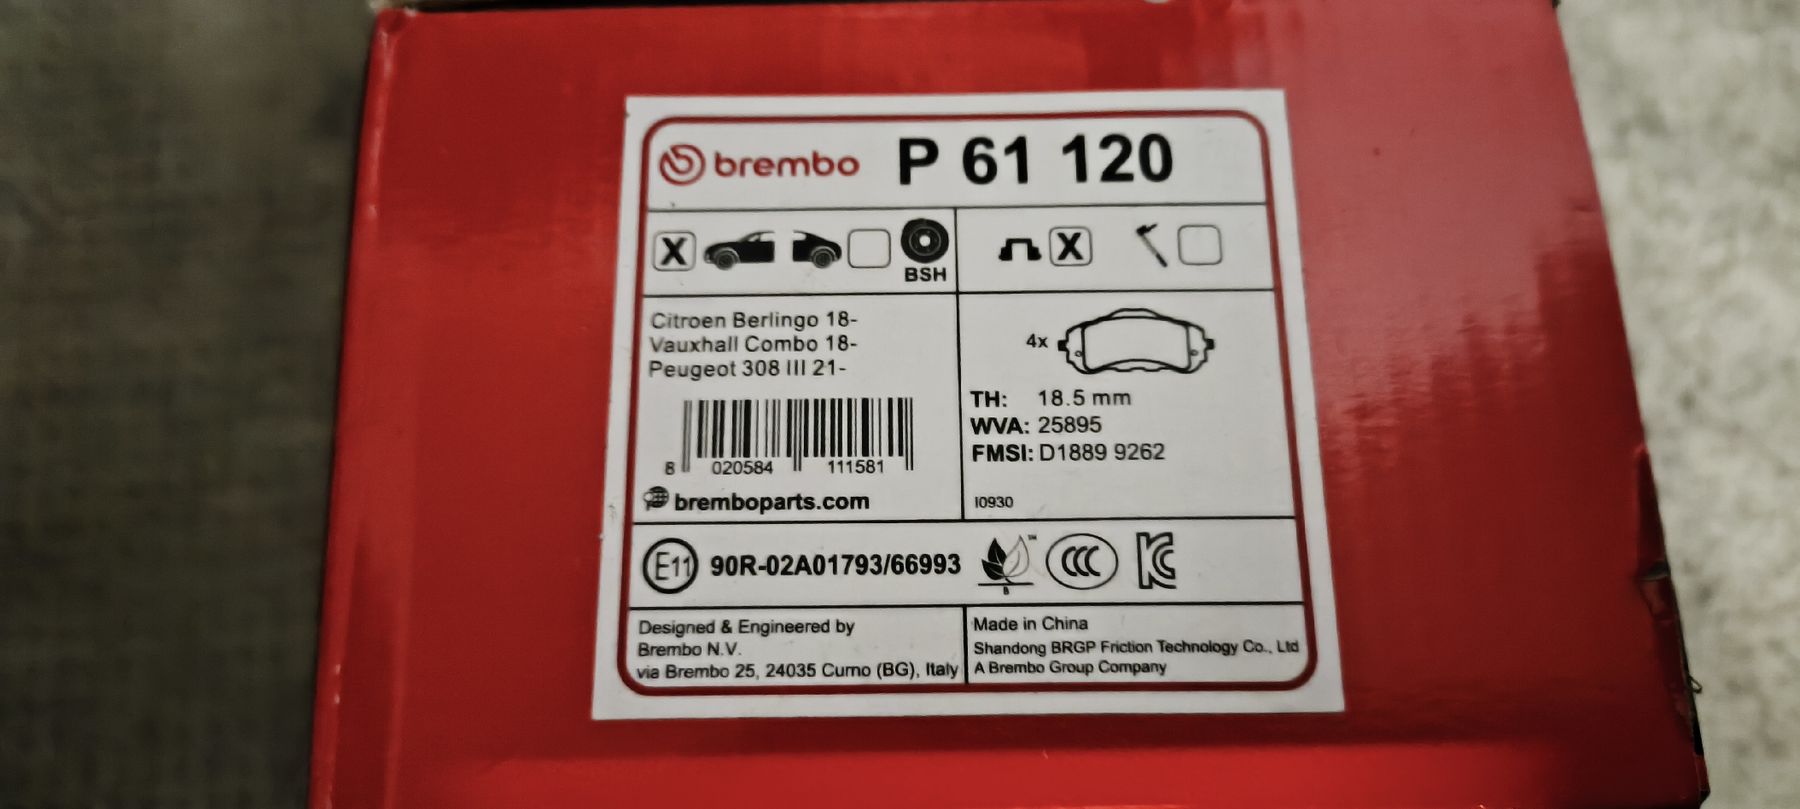 brembo P 61 120
X BSH X
Citroen Berlingo 18-
Vauxhall Combo 18-
Peugeot 308 III 21-
4x
TH: 18.5 mm
WVA: 25895
FMSI: D1889 9262
8 020584 111581
bremboparts.com
I0930
E11 90R-02A01793/66993
TM
B
CCC
KC
Designed & Engineered by
Brembo N.V.
via Brembo 25, 24035 Curno (BG), Italy
Made in China
Shandong BRGP Friction Technology Co., Ltd
A Brembo Group Company